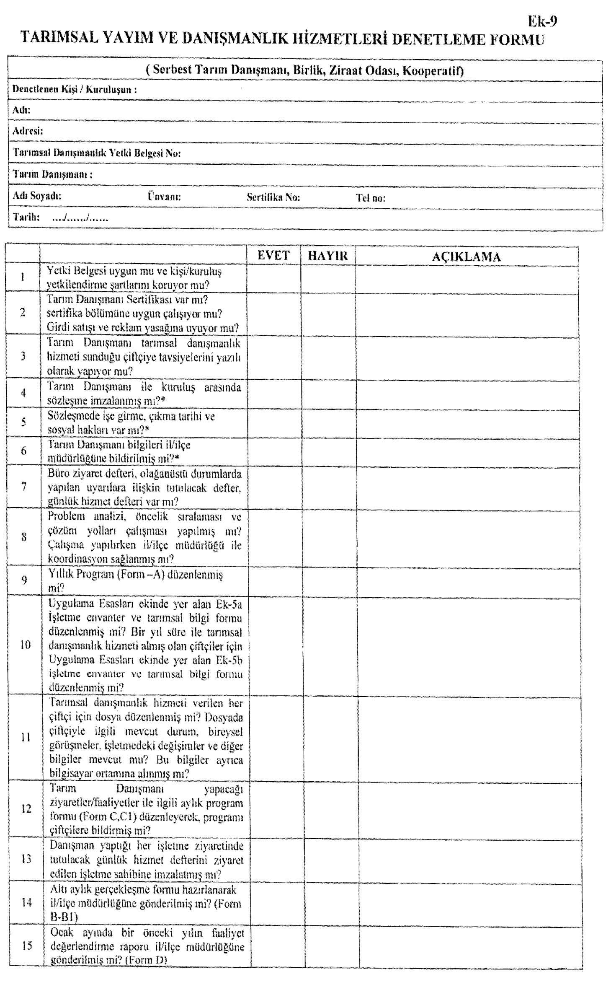 Ek-9
TARIMSAL YAYIM VE DANIŞMANLIK HİZMETLERİ DENETLEME FORMU
( Serbest Tarım Danışmanı, Birlik, Ziraat Odası, Kooperatif)
Denetlenen Kişi / Kuruluşun :
Adı:
Adresi:
Tarımsal Danışmanlık Yetki Belgesi No:
Tarım Danışmanı :
Adı Soyadı: Ünvanı: Sertifika No: Tel no:
Tarih: ..../....../......
EVET HAYIR AÇIKLAMA
1 Yetki Belgesi uygun mu ve kişi/kuruluş
yetkilendirme şartlarını koruyor mu?
2 Tarım Danışmanı Sertifikası var mı?
sertifika bölümüne uygun çalışıyor mu?
Girdi satışı ve reklam yasağına uyuyor mu?
3 Tarım Danışmanı tarımsal danışmanlık
hizmeti sunduğu çiftçiye tavsiyelerini yazılı
olarak yapıyor mu?
4 Tarım Danışmanı ile kuruluş arasında
sözleşme imzalanmış mı?*
5 Sözleşmede işe girme, çıkma tarihi ve
sosyal hakları var mı?*
6 Tarım Danışmanı bilgileri il/ilçe
müdürlüğüne bildirilmiş mi?*
7 Büro ziyaret defteri, olağanüstü durumlarda
yapılan uyarılara ilişkin tutulacak defter,
günlük hizmet defteri var mı?
8 Problem analizi, öncelik sıralaması ve
çözüm yolları çalışması yapılmış mı?
Çalışma yapılırken il/ilçe müdürlüğü ile
koordinasyon sağlanmış mı?
9 Yıllık Program (Form –A) düzenlenmiş
mi?
10 Uygulama Esasları ekinde yer alan Ek-5a
İşletme envanter ve tarımsal bilgi formu
düzenlenmiş mi? Bir yıl süre ile tarımsal
danışmanlık hizmeti almış olan çiftçiler için
Uygulama Esasları ekinde yer alan Ek-5b
işletme envanter ve tarımsal bilgi formu
düzenlenmiş mi?
11 Tarımsal danışmanlık hizmeti verilen her
çiftçi için dosya düzenlenmiş mi? Dosyada
çiftçiyle ilgili mevcut durum, bireysel
görüşmeler, işletmedeki değişimler ve diğer
bilgiler mevcut mu? Bu bilgiler ayrıca
bilgisayar ortamına alınmış mı?
12 Tarım Danışmanı yapacağı
ziyaretler/faaliyetler ile ilgili aylık program
formu (Form C,C1) düzenleyerek, programı
çiftçilere bildirmiş mi?
13 Danışman yaptığı her işletme ziyaretinde
tutulacak günlük hizmet defterini ziyaret
edilen işletme sahibine imzalatmış mı?
14 Altı aylık gerçekleşme formu hazırlanarak
il/ilçe müdürlüğüne gönderilmiş mi? (Form
B-B1)
15 Ocak ayında bir önceki yılın faaliyet
değerlendirme raporu il/ilçe müdürlüğüne
gönderilmiş mi? (Form D)